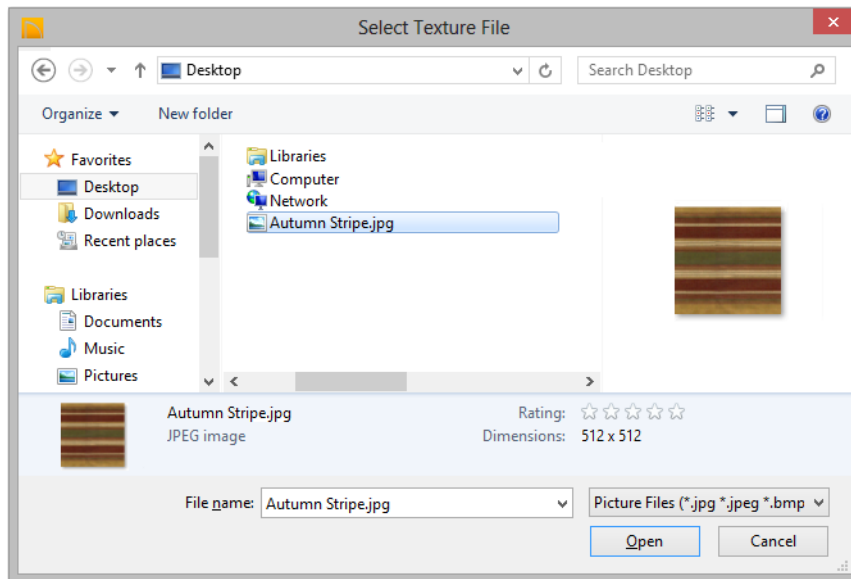 Select Texture File
Desktop
Search Desktop
Organize
New folder
Favorites
Desktop
Downloads
Recent places
Libraries
Documents
Music
Pictures
Libraries
Computer
Network
Autumn Stripe.jpg
Autumn Stripe.jpg
JPEG image
Rating:
Dimensions: 512 x 512
File name: Autumn Stripe.jpg
Picture Files (*.jpg *.jpeg *.bmp
Open
Cancel